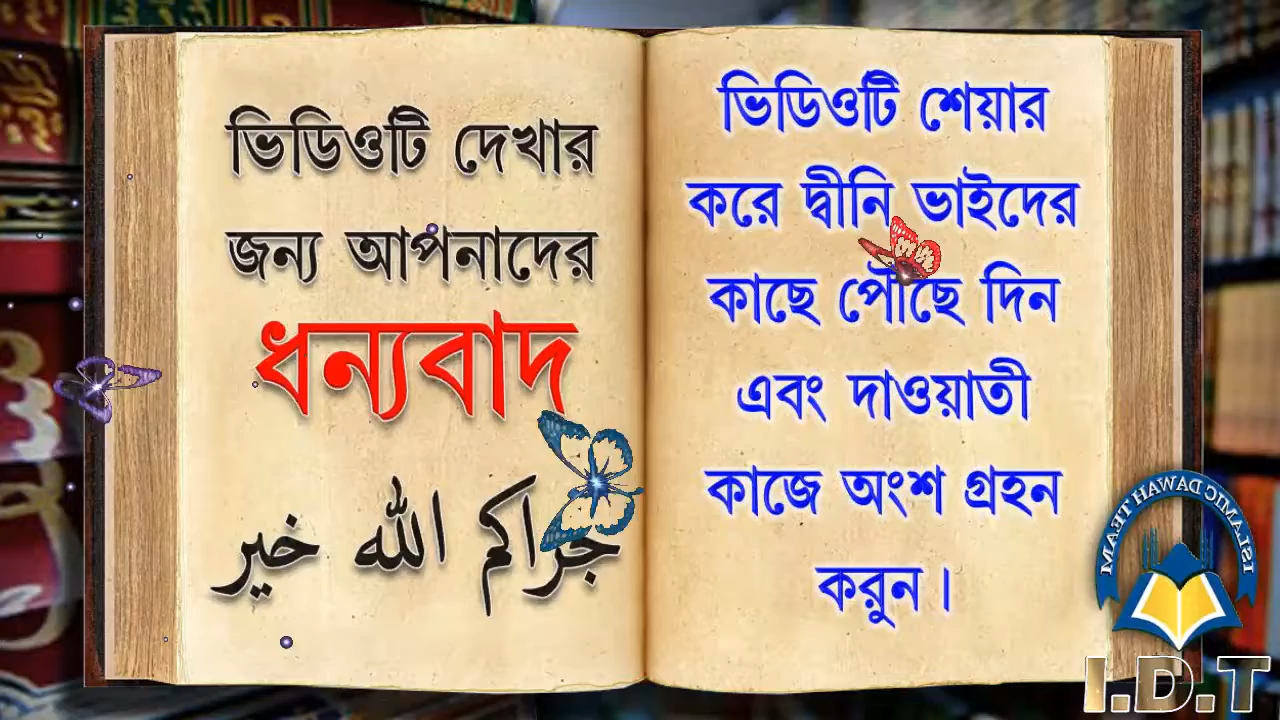 ভিডিওটি দেখার
জন্য আপনাদের
ধন্যবাদ
جزاكم الله خير
ভিডিওটি শেয়ার
করে দ্বীনি ভাইদের
কাছে পৌছে দিন
এবং দাওয়াতী
কাজে অংশ গ্রহন
করুন।
ISLAMIC DAWAH TEAM
I.D.T